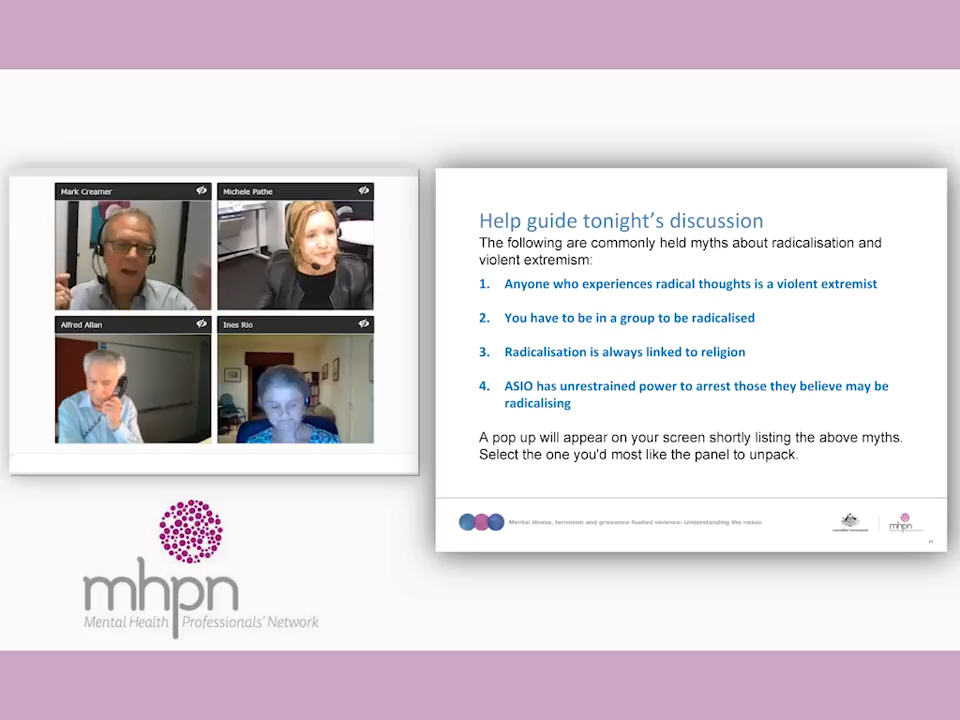 Mark Creamer
Michele Pathe
Alfred Allan
Ines Rio
mhpn
Mental Health Professionals' Network
Help guide tonight's discussion
The following are commonly held myths about radicalisation and
violent extremism:
1. Anyone who experiences radical thoughts is a violent extremist
2. You have to be in a group to be radicalised
3. Radicalisation is always linked to religion
4. ASIO has unrestrained power to arrest those they believe may be
radicalising
A pop up will appear on your screen shortly listing the above myths.
Select the one you'd most like the panel to unpack.
Mental illness, terrorism and grievance-fuelled violence: Understanding the nexus
Australian Government
mhpn